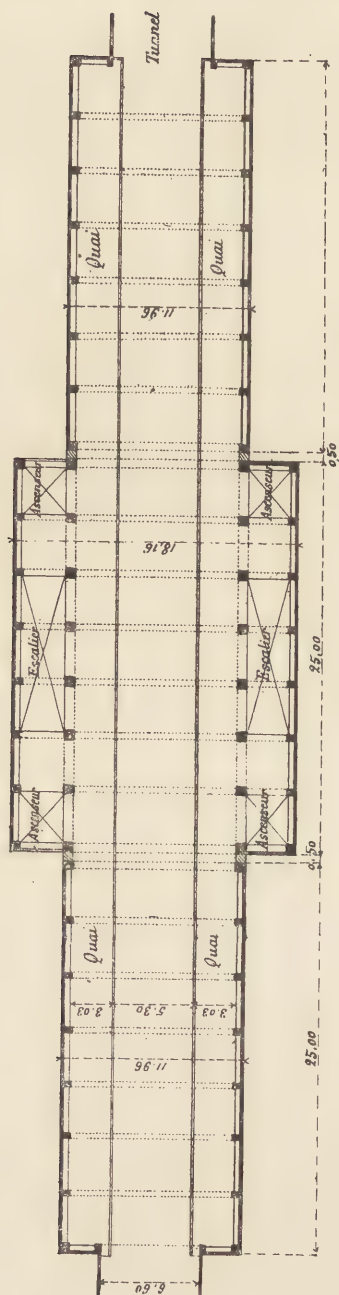 Tunnel
Quai
Quai
11.96
0,50
Ascenseur
Ascenseur
18,16
Escalier
Escalier
25,00
Ascenseur
Ascenseur
0,50
Quai
Quai
3.03
5.30
3.03
11.96
25,00
6.60